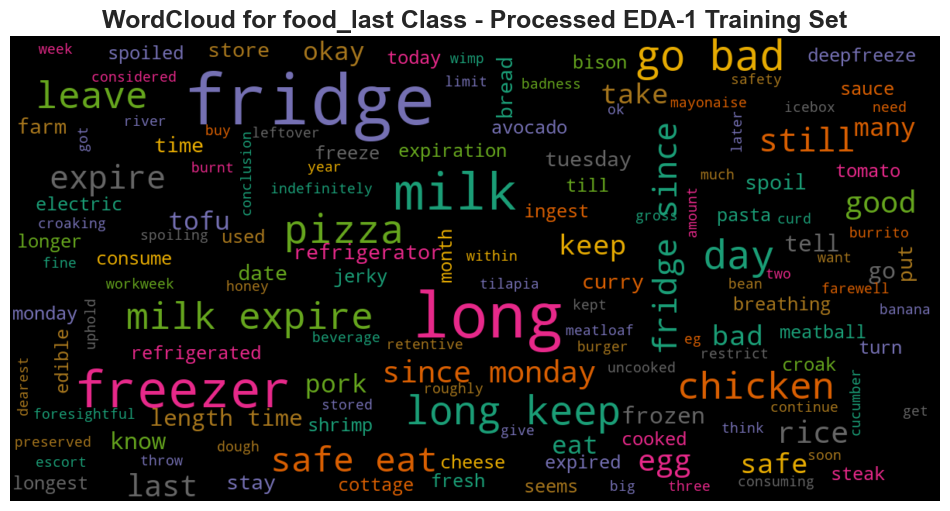 WordCloud for food_last Class - Processed EDA-1 Training Set
week
spoiled
store
okay
today
wimp
go bad
deepfreeze
considered
fridge
limit
bread
badness
bison
safety
sauce
leave
take
mayonaise
icebox
need
farm
got
river
buy
leftover
avocado
ok
later
still
many
time
burnt
conclusion
freeze
expiration
tuesday
since
much
tomato
expire
year
indefinitely
milk
till
spoil
good
electric
croaking
tofu
ingest
gross
amount
pasta
curd
longer
spoiling
used
pizza
refrigerator
month
keep
fridge
day
tell
burrito
fine
consume
date
jerky
within
curry
two
want
go
put
workweek
honey
tilapia
bean
farewell
monday
uphold
milk expire
long
kept
breathing
banana
beverage
meatloaf
eg
bad
meatball
edible
refrigerated
retentive
burger
restrict
turn
dearest
freezer
pork
since monday
uncooked
chicken
croak
cucumber
foresightful
length time
stored
roughly
long keep
frozen
continue
get
shrimp
give
think
rice
preserved
know
dough
eat
cooked
soon
escort
throw
safe eat
cheese
expired
egg
safe
steak
longest
last
stay
cottage
fresh
seems
big
three
consuming